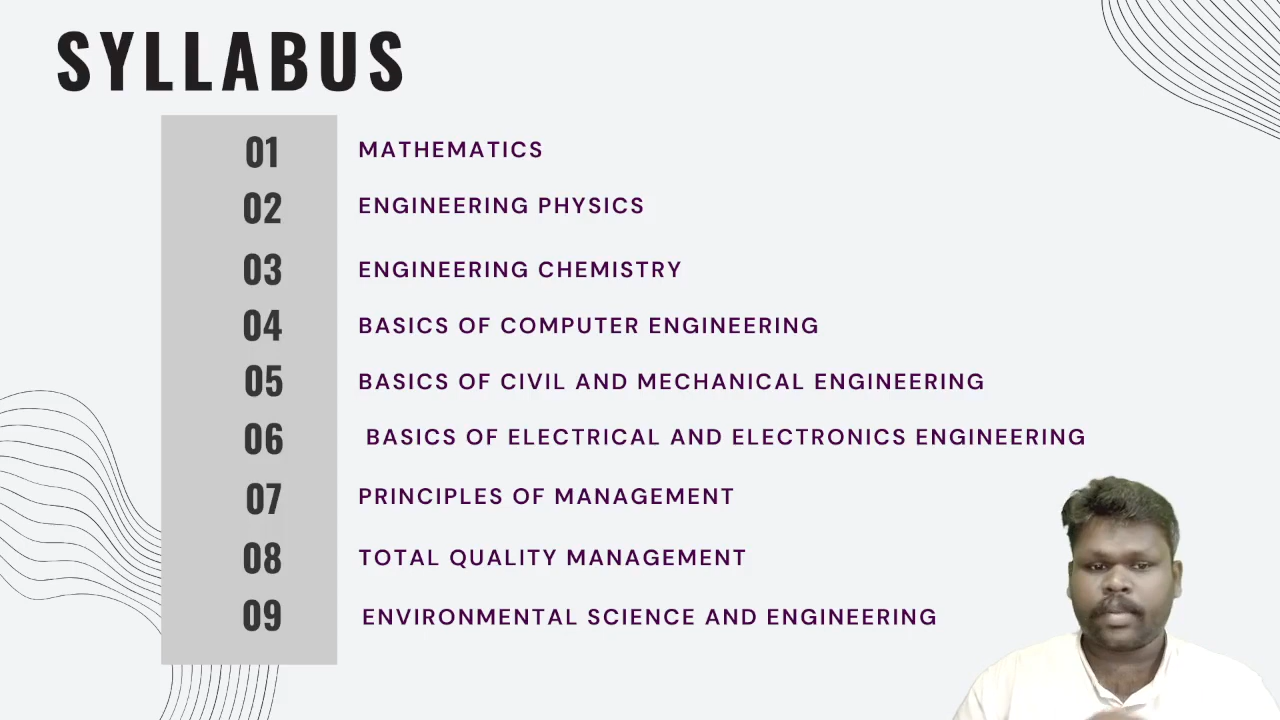 SYLLABUS
01 MATHEMATICS
02 ENGINEERING PHYSICS
03 ENGINEERING CHEMISTRY
04 BASICS OF COMPUTER ENGINEERING
05 BASICS OF CIVIL AND MECHANICAL ENGINEERING
06 BASICS OF ELECTRICAL AND ELECTRONICS ENGINEERING
07 PRINCIPLES OF MANAGEMENT
08 TOTAL QUALITY MANAGEMENT
09 ENVIRONMENTAL SCIENCE AND ENGINEERING